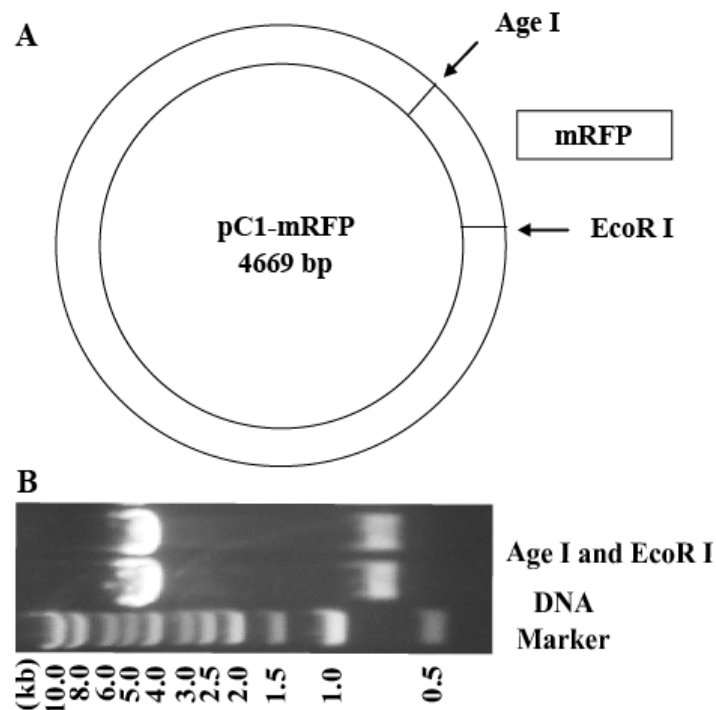 A
Age I
mRFP
pC1-mRFP
4669 bp
EcoR I
B
Age I and EcoR I
DNA
Marker
(kb)
10.0
8.0
6.0
5.0
4.0
3.0
2.5
2.0
1.5
1.0
0.5